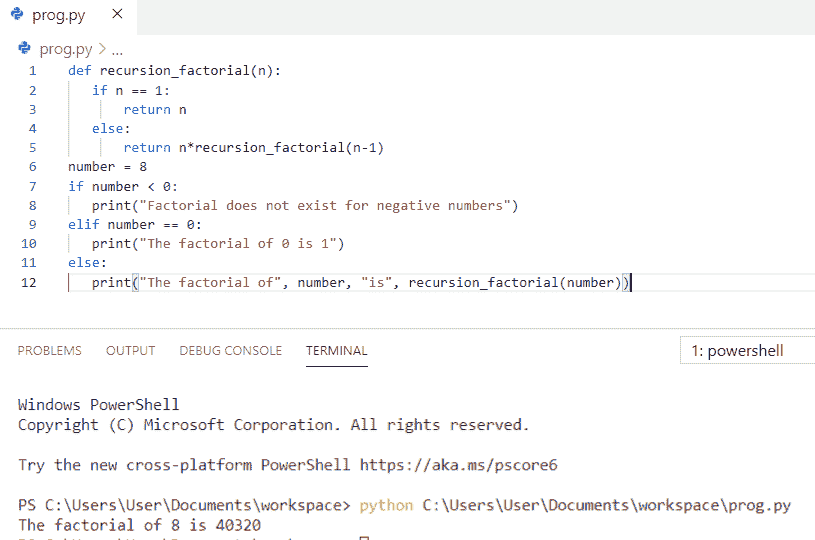 prog.py ×
prog.py > ...
1 def recursion_factorial(n):
2 if n == 1:
3 return n
4 else:
5 return n*recursion_factorial(n-1)
6 number = 8
7 if number < 0:
8 print("Factorial does not exist for negative numbers")
9 elif number == 0:
10 print("The factorial of 0 is 1")
11 else:
12 print("The factorial of", number, "is", recursion_factorial(number))
PROBLEMS OUTPUT DEBUG CONSOLE TERMINAL 1: powershell
Windows PowerShell
Copyright (C) Microsoft Corporation. All rights reserved.
Try the new cross-platform PowerShell https://aka.ms/pscore6
PS C:\Users\User\Documents\workspace> python C:\Users\User\Documents\workspace\prog.py
The factorial of 8 is 40320